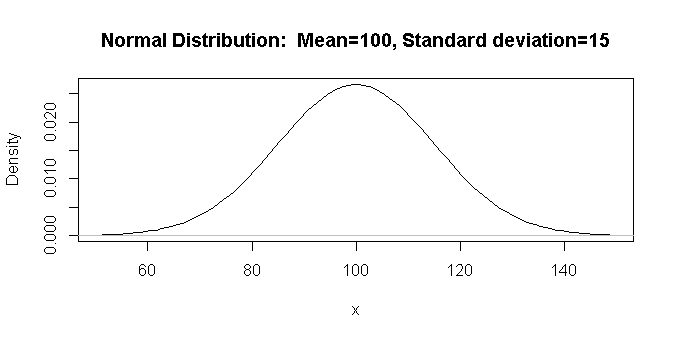 Normal Distribution:  Mean=100, Standard deviation=15
Density
0.020
0.010
0.000
60 80 100 120 140
x